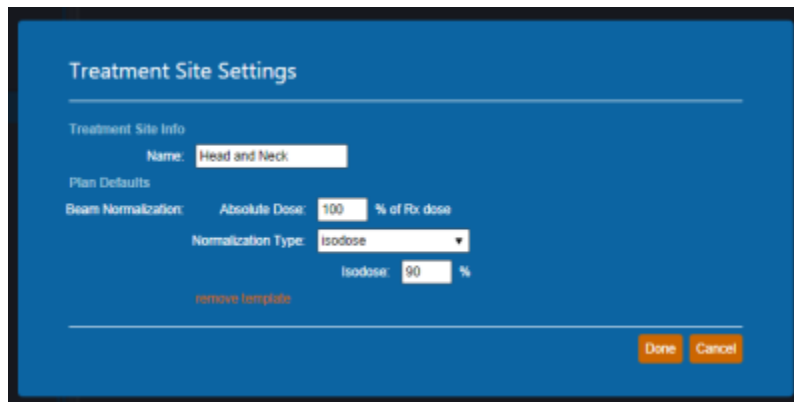 Treatment Site Settings
Treatment Site Info
Name: Head and Neck
Plan Defaults
Beam Normalization: Absolute Dose: 100 % of Rx dose
Normalization Type: isodose
Isodose: 90 %
remove template
Done Cancel